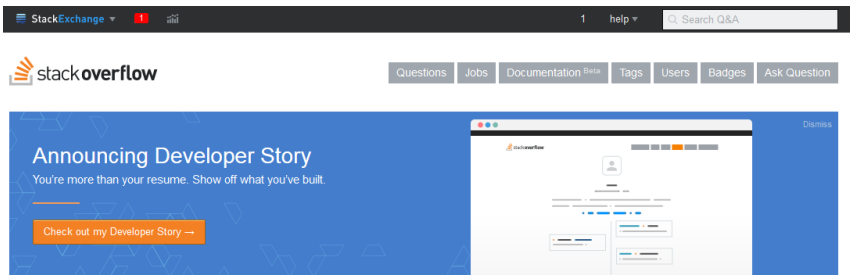 StackExchange 1 1 help Search Q&A
stackoverflow Questions Jobs Documentation Beta Tags Users Badges Ask Question
Dismiss
stackoverflow
Announcing Developer Story
You're more than your resume. Show off what you've built.
Check out my Developer Story →